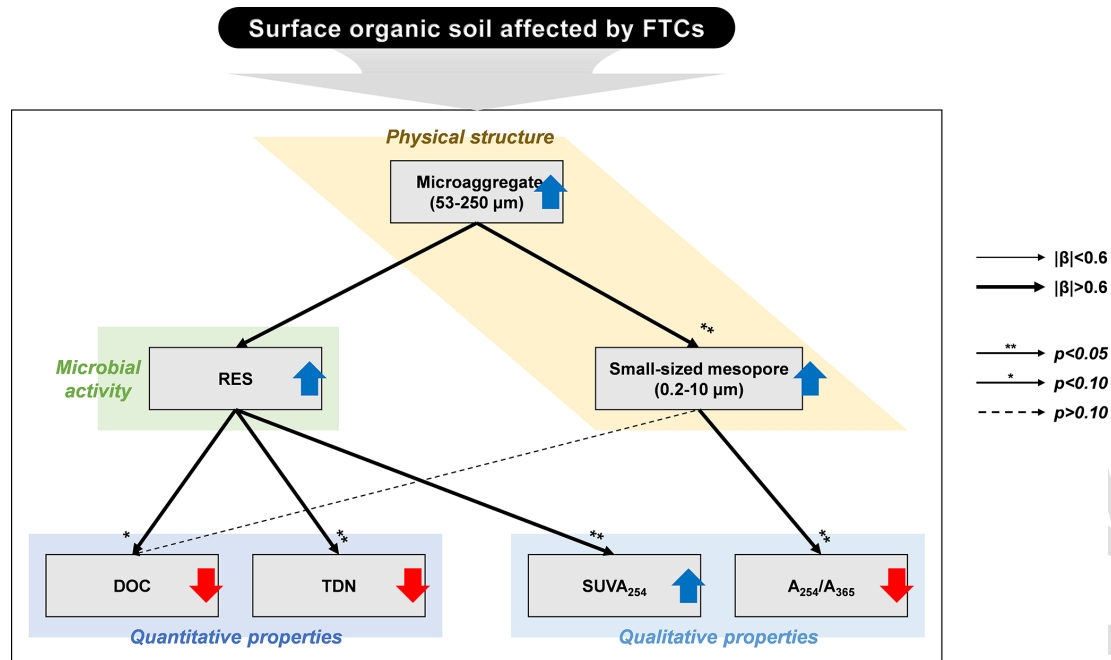 Surface organic soil affected by FTCs
Physical structure
Microaggregate
(53-250 µm)
|β|<0.6
|β|>0.6
**
Microbial
activity
RES
Small-sized mesopore
(0.2-10 µm)
** p<0.05
* p<0.10
p>0.10
*
**
**
**
DOC
TDN
SUVA₂₅₄
A₂₅₄/A₃₆₅
Quantitative properties
Qualitative properties